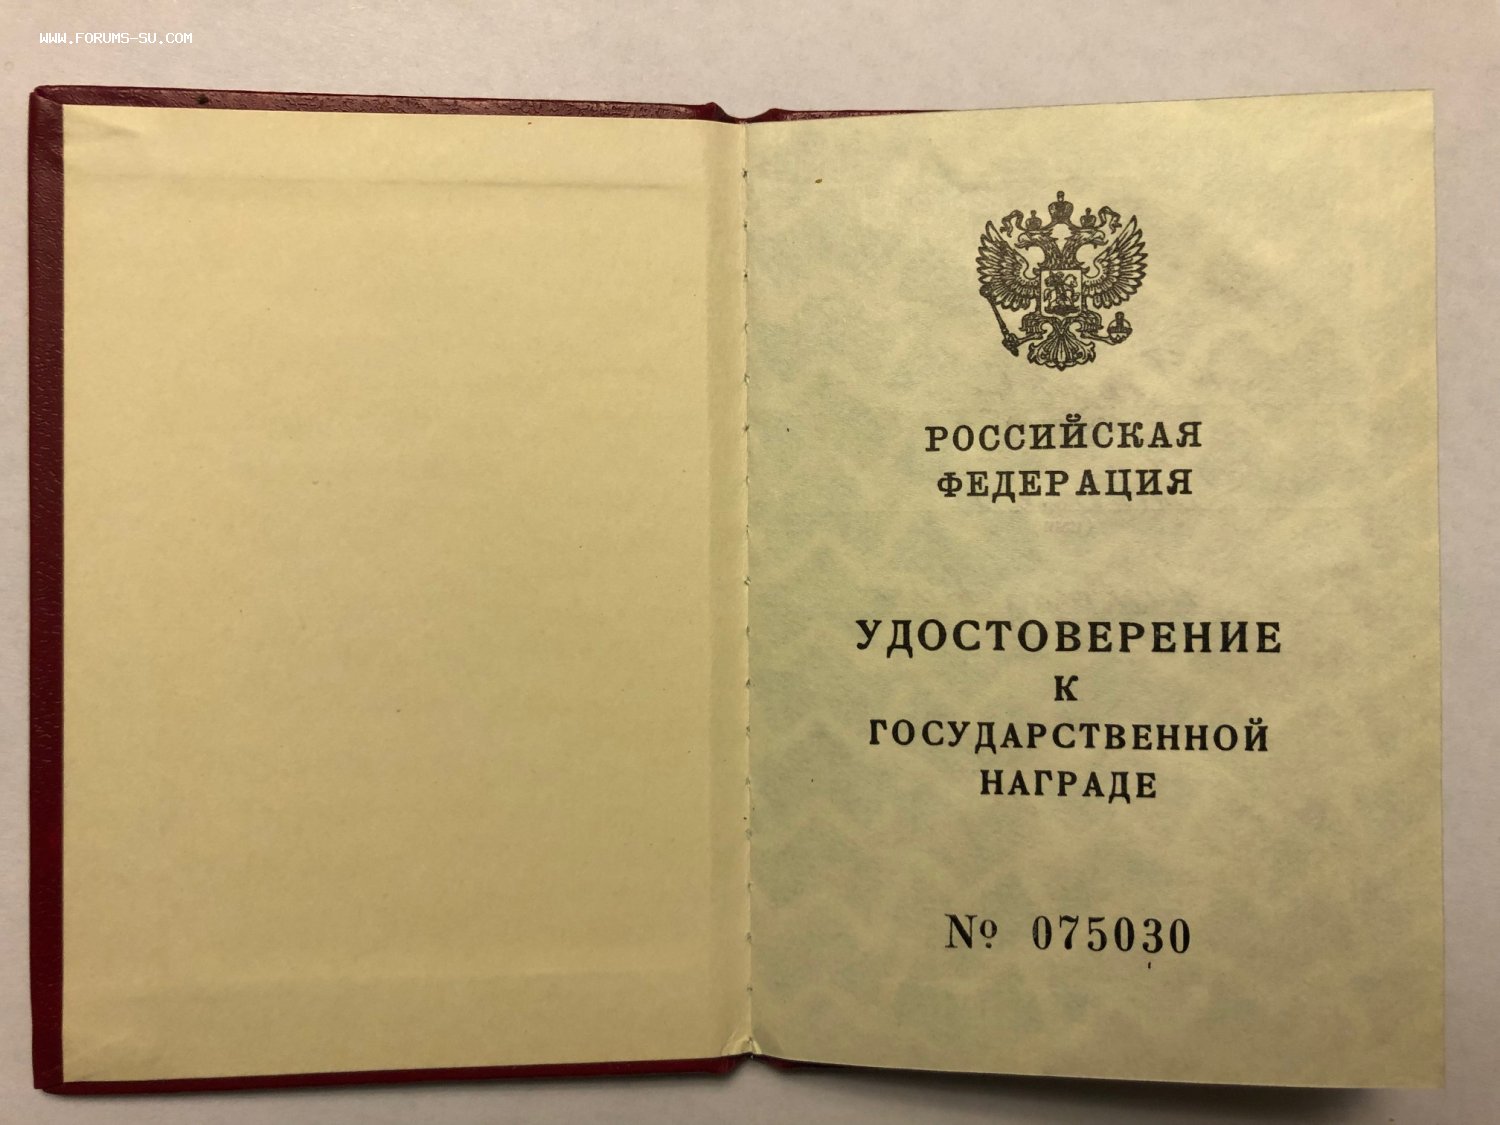 WWW.FORUMS-SU.COM
РОССИЙСКАЯ
ФЕДЕРАЦИЯ
УДОСТОВЕРЕНИЕ
К
ГОСУДАРСТВЕННОЙ
НАГРАДЕ
№ 075030